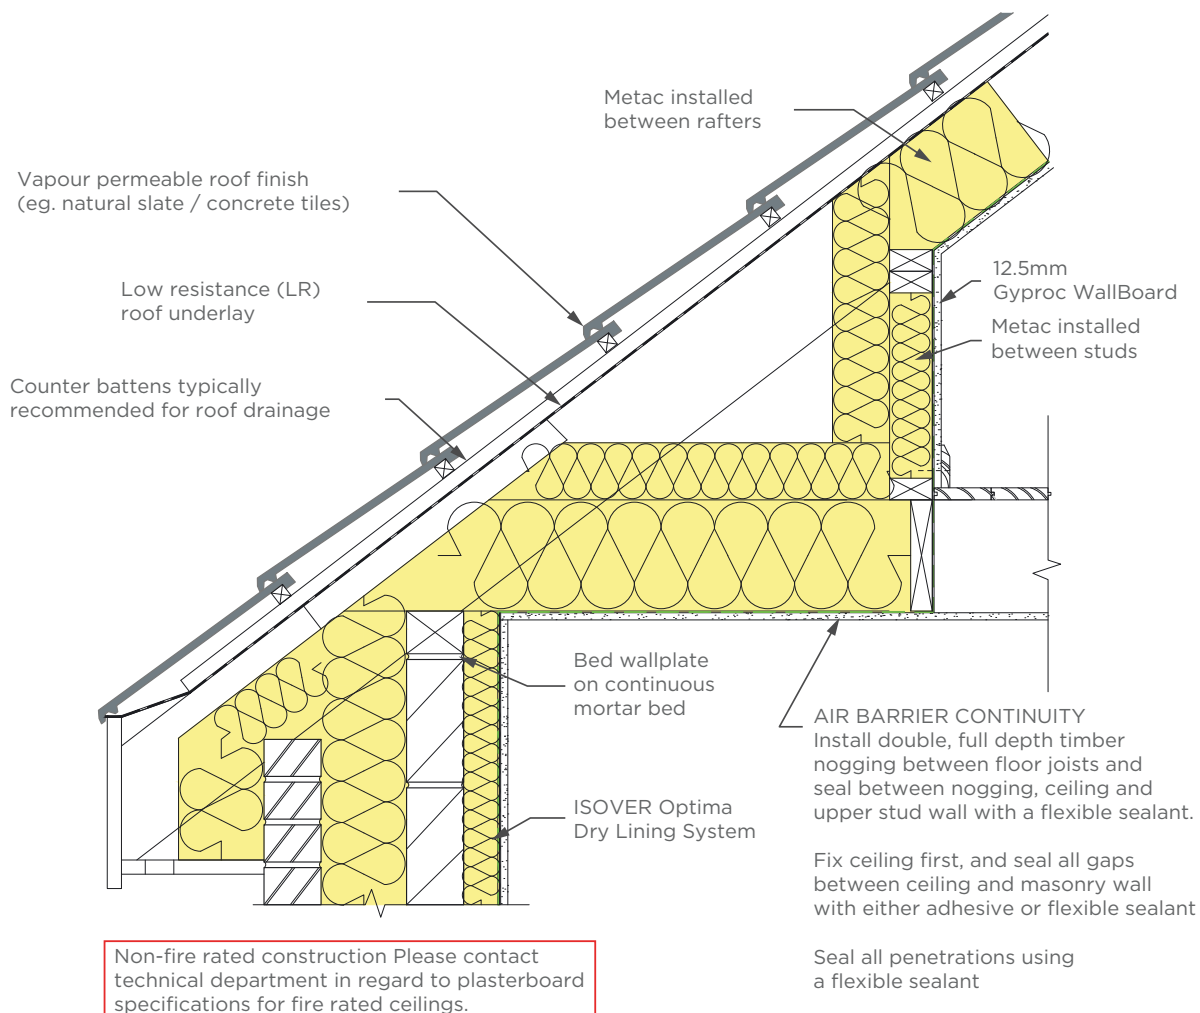 Metac installed
between rafters
Vapour permeable roof finish
(eg. natural slate / concrete tiles)
Low resistance (LR)
roof underlay
12.5mm
Gyproc WallBoard
Metac installed
between studs
Counter battens typically
recommended for roof drainage
Bed wallplate
on continuous
mortar bed
AIR BARRIER CONTINUITY
Install double, full depth timber
nogging between floor joists and
seal between nogging, ceiling and
upper stud wall with a flexible sealant.
ISOVER Optima
Dry Lining System
Fix ceiling first, and seal all gaps
between ceiling and masonry wall
with either adhesive or flexible sealant
Seal all penetrations using
a flexible sealant
Non-fire rated construction Please contact
technical department in regard to plasterboard
specifications for fire rated ceilings.